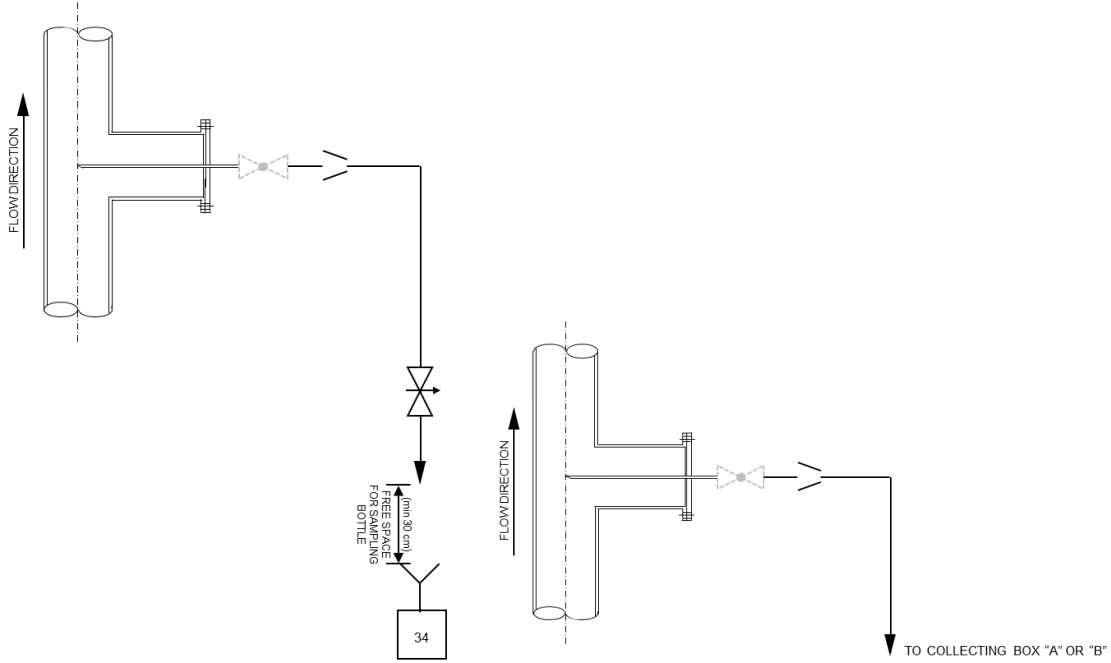 FLOW DIRECTION
(min 30 cm)
FREE SPACE
FOR SAMPLING
BOTTLE
34
FLOW DIRECTION
TO COLLECTING BOX “A” OR “B”